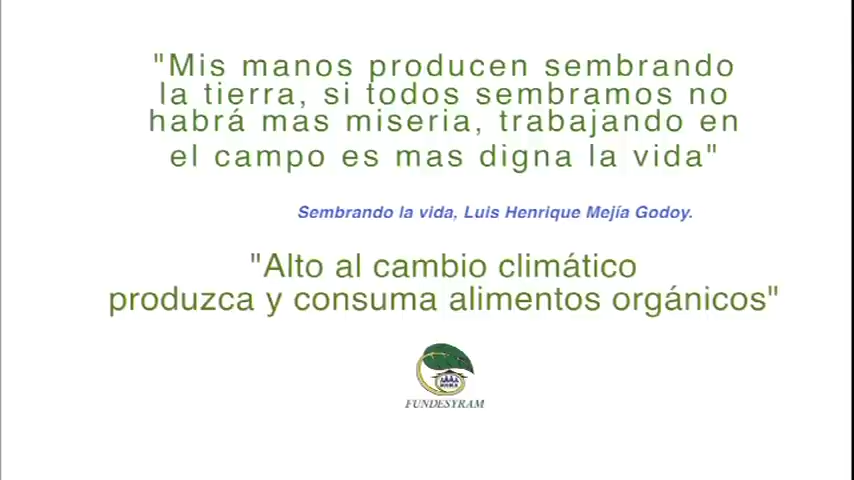 "Mis manos producen sembrando
la tierra, si todos sembramos no
habrá mas miseria, trabajando en
el campo es mas digna la vida"
Sembrando la vida, Luis Henrique Mejía Godoy.
"Alto al cambio climático
produzca y consuma alimentos orgánicos"
FUNDESYRAM